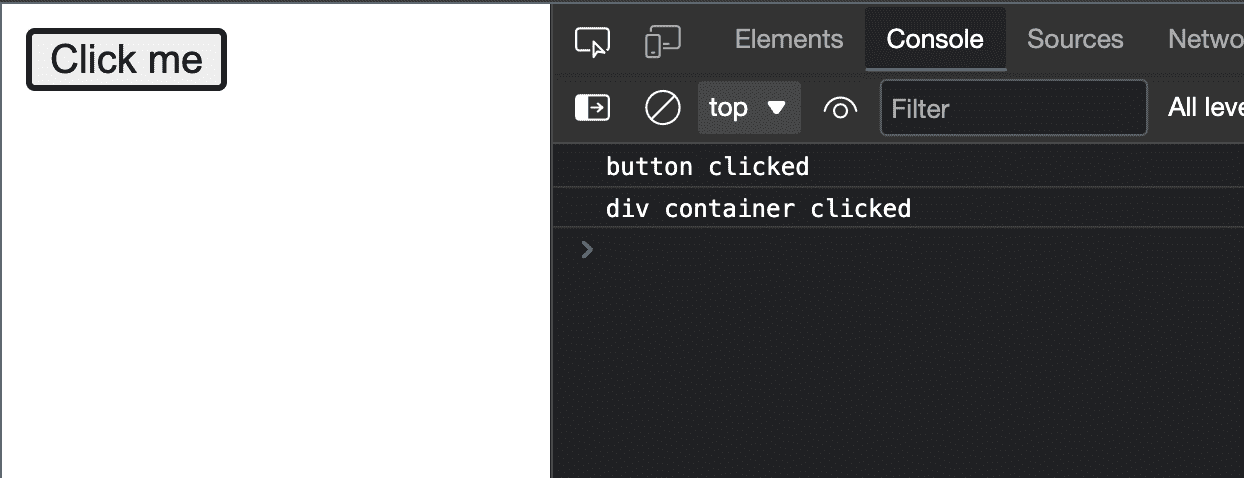 Click me
Elements Console Sources Netwo
top Filter All leve
button clicked
div container clicked